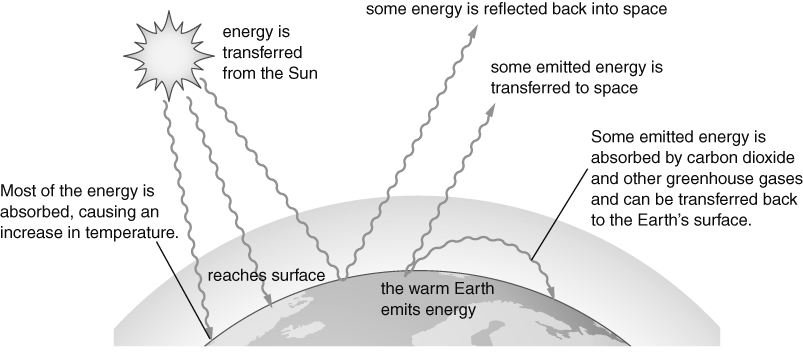 some energy is reflected back into space
energy is
transferred
from the Sun
some emitted energy is
transferred to space
Some emitted energy is
absorbed by carbon dioxide
and other greenhouse gases
and can be transferred back
to the Earth's surface.
Most of the energy is
absorbed, causing an
increase in temperature.
reaches surface
the warm Earth
emits energy